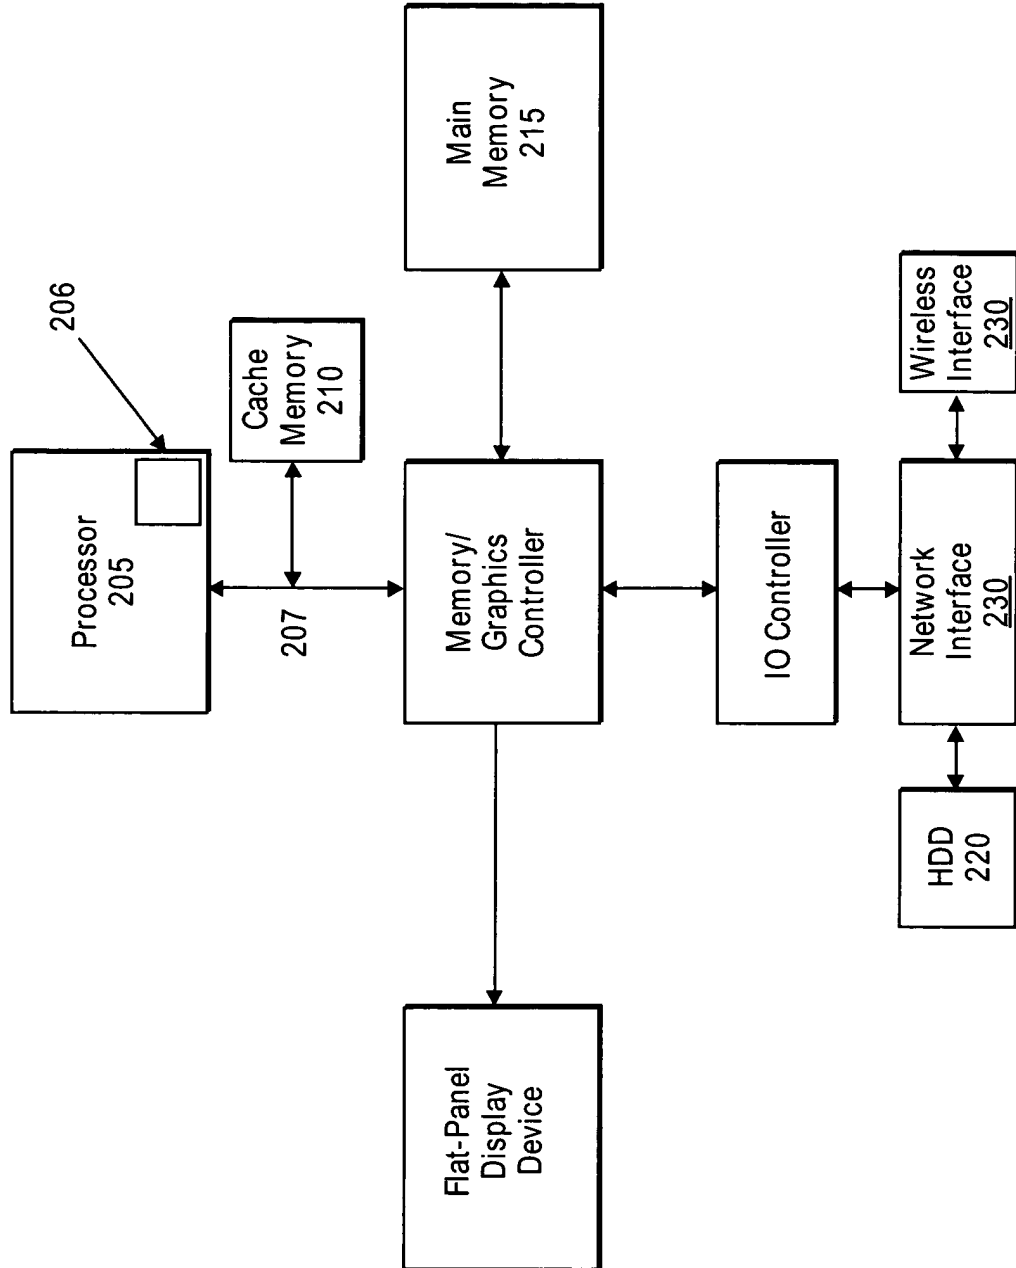 206
Processor
205
Cache
Memory
210
207
Main
Memory
215
Memory/
Graphics
Controller
Flat-Panel
Display
Device
IO Controller
Wireless
Interface
230
Network
Interface
230
HDD
220